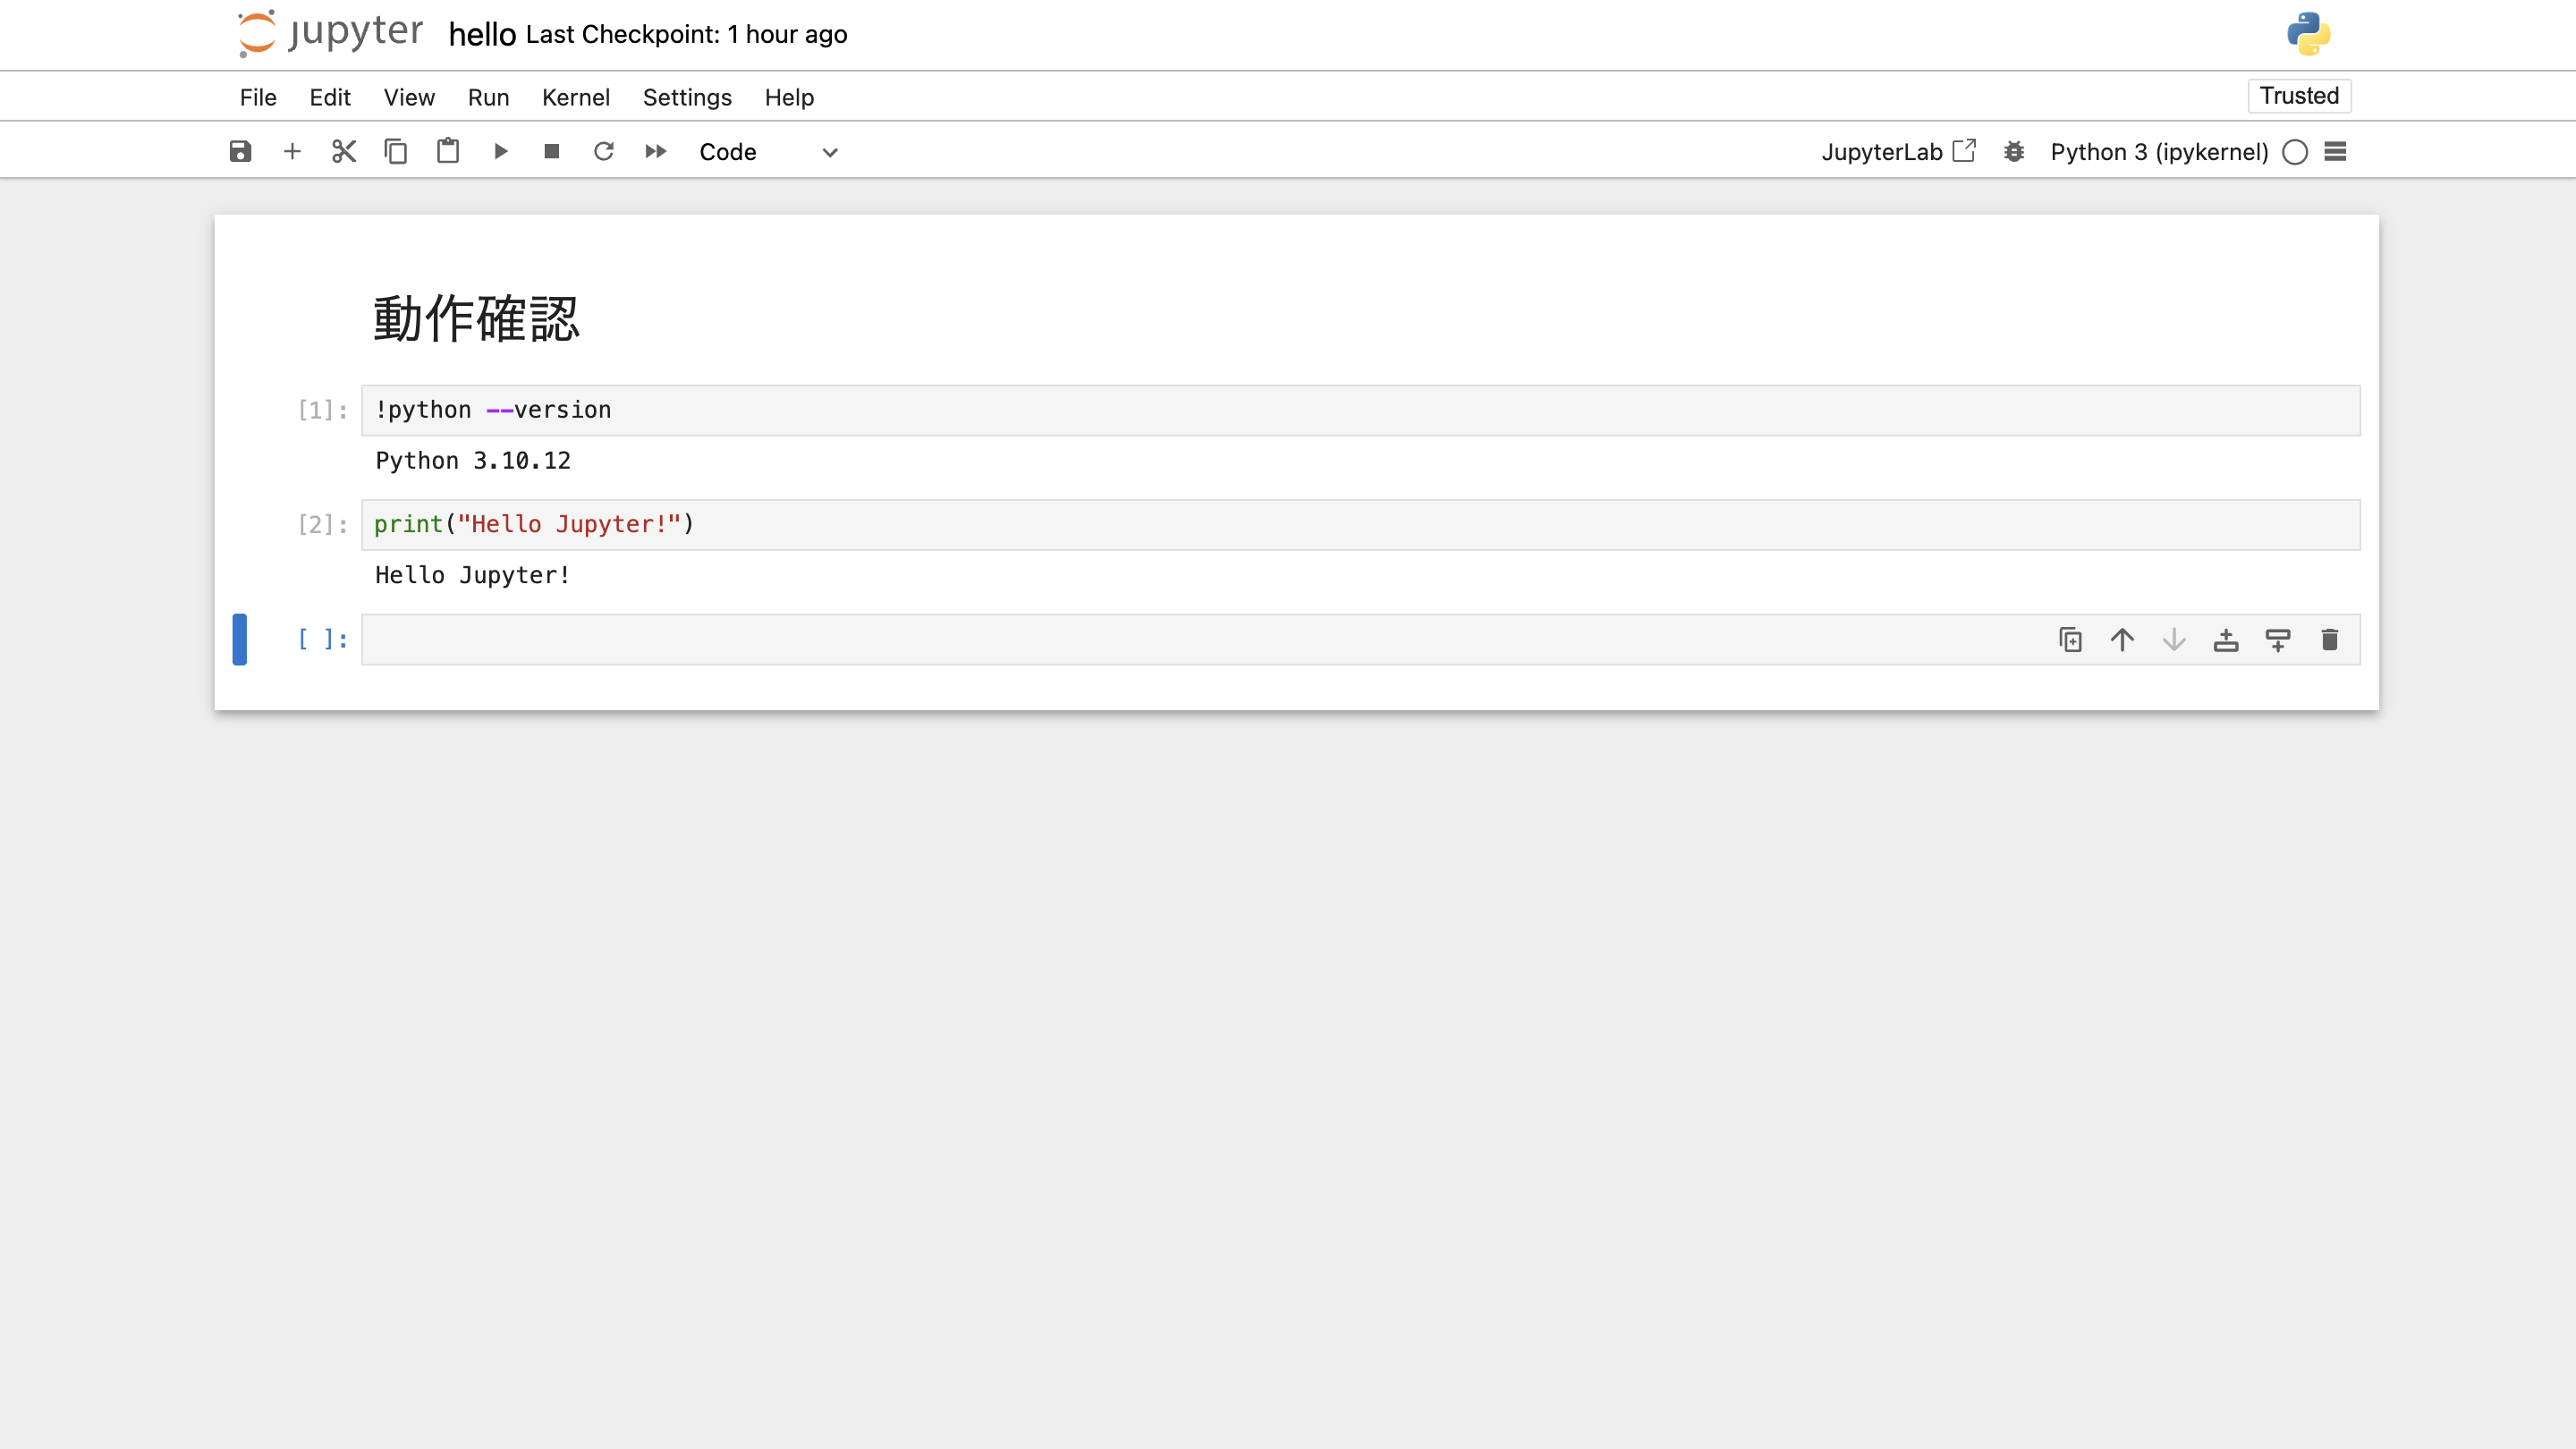 jupyter hello Last Checkpoint: 1 hour ago
File Edit View Run Kernel Settings Help Trusted
Code JupyterLab Python 3 (ipykernel)
動作確認
[1]: !python --version
Python 3.10.12
[2]: print("Hello Jupyter!")
Hello Jupyter!
[ ]: